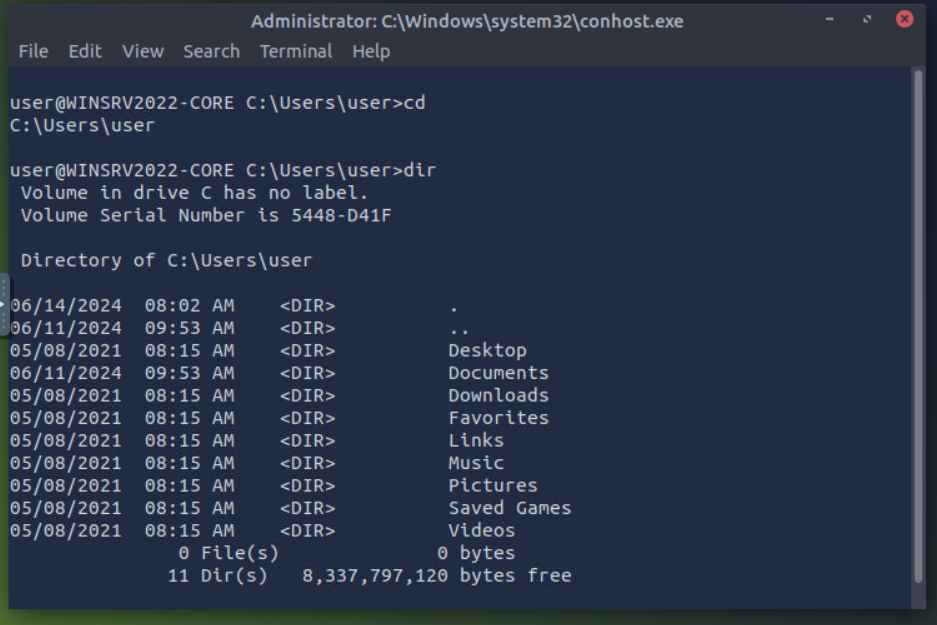 Administrator: C:\Windows\system32\conhost.exe
File Edit View Search Terminal Help
user@WINSRV2022-CORE C:\Users\user>cd
C:\Users\user
user@WINSRV2022-CORE C:\Users\user>dir
Volume in drive C has no label.
Volume Serial Number is 5448-D41F
Directory of C:\Users\user
06/14/2024 08:02 AM <DIR> .
06/11/2024 09:53 AM <DIR> ..
05/08/2021 08:15 AM <DIR> Desktop
06/11/2024 09:53 AM <DIR> Documents
05/08/2021 08:15 AM <DIR> Downloads
05/08/2021 08:15 AM <DIR> Favorites
05/08/2021 08:15 AM <DIR> Links
05/08/2021 08:15 AM <DIR> Music
05/08/2021 08:15 AM <DIR> Pictures
05/08/2021 08:15 AM <DIR> Saved Games
05/08/2021 08:15 AM <DIR> Videos
0 File(s) 0 bytes
11 Dir(s) 8,337,797,120 bytes free